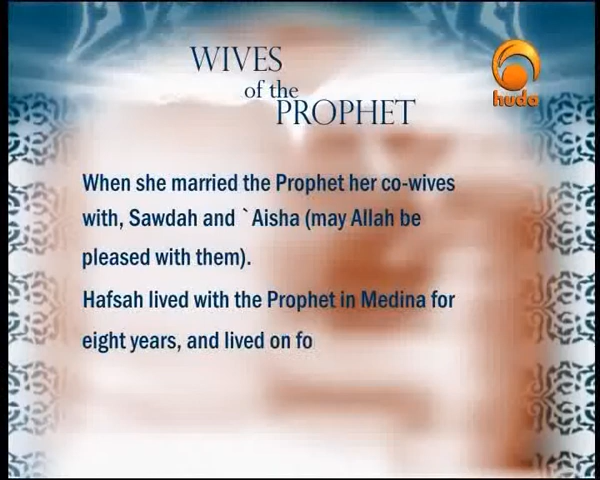 WIVES
of the
PROPHET
huda
When she married the Prophet her co-wives
with, Sawdah and `Aisha (may Allah be
pleased with them).
Hafsah lived with the Prophet in Medina for
eight years, and lived on fo